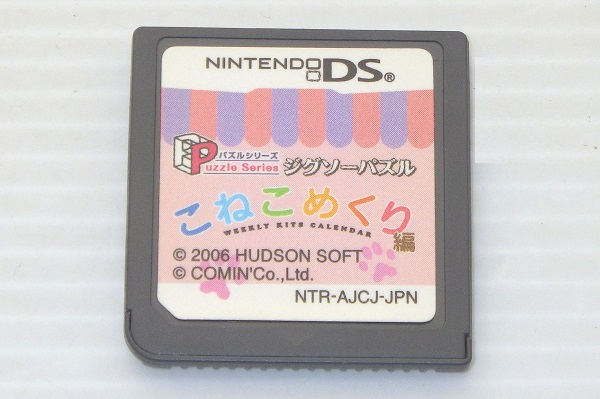 NINTENDO DS®
パズルシリーズ
Puzzle Series
ジグソーパズル
こねこめくり編
WEEKLY KITS CALENDAR
© 2006 HUDSON SOFT
© COMIN'Co.,Ltd.
NTR-AJCJ-JPN